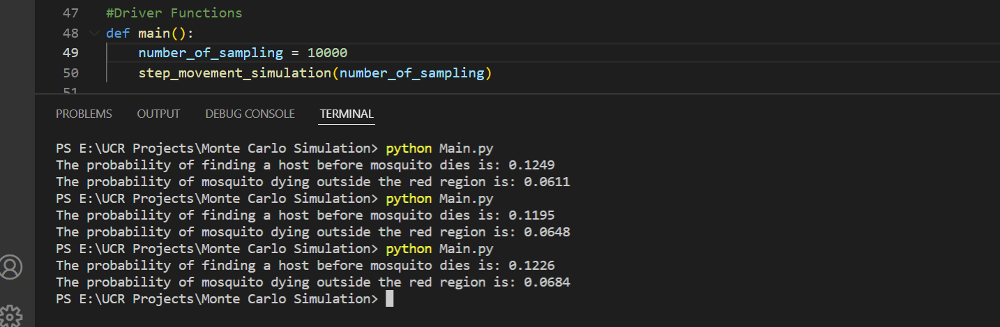 47 #Driver Functions
48 def main():
49 number_of_sampling = 10000
50 step_movement_simulation(number_of_sampling)
51
PROBLEMS OUTPUT DEBUG CONSOLE TERMINAL
PS E:\UCR Projects\Monte Carlo Simulation> python Main.py
The probability of finding a host before mosquito dies is: 0.1249
The probability of mosquito dying outside the red region is: 0.0611
PS E:\UCR Projects\Monte Carlo Simulation> python Main.py
The probability of finding a host before mosquito dies is: 0.1195
The probability of mosquito dying outside the red region is: 0.0648
PS E:\UCR Projects\Monte Carlo Simulation> python Main.py
The probability of finding a host before mosquito dies is: 0.1226
The probability of mosquito dying outside the red region is: 0.0684
PS E:\UCR Projects\Monte Carlo Simulation>